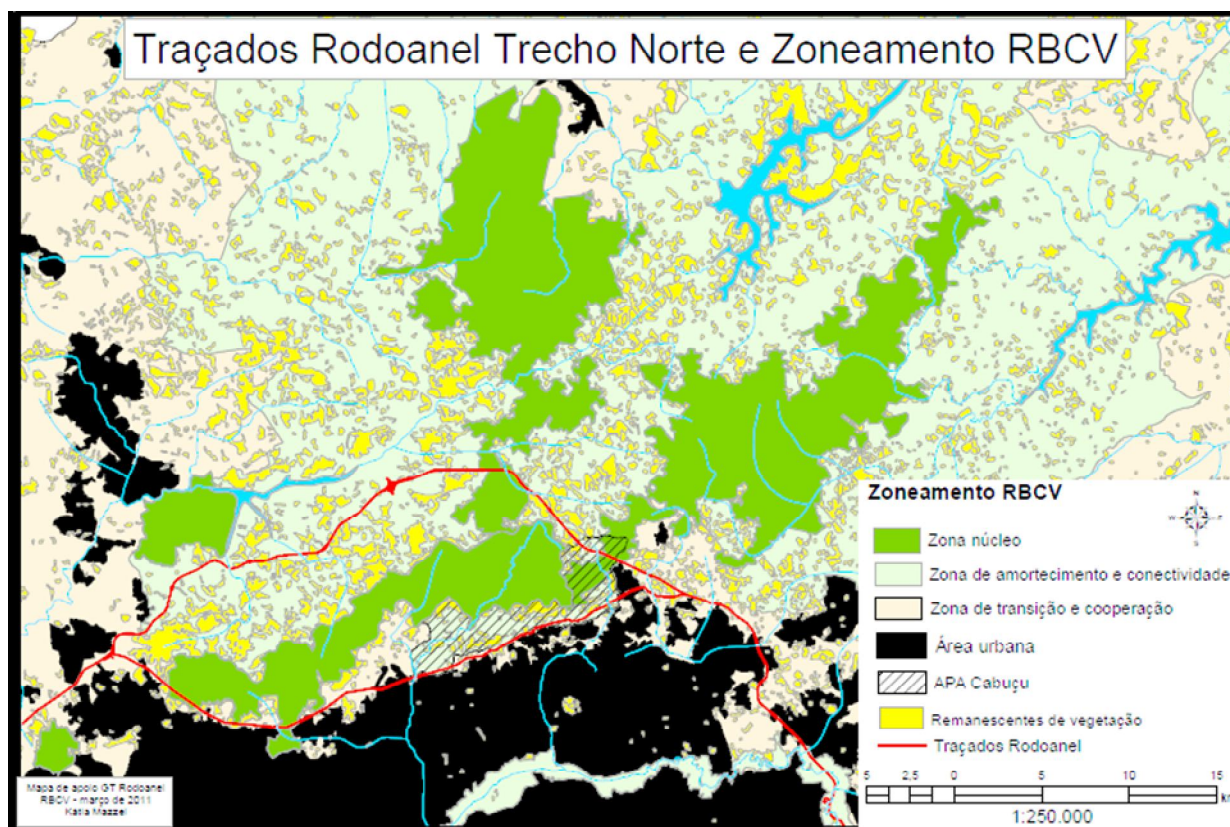 Traçados Rodoanel Trecho Norte e Zoneamento RBCV
Zoneamento RBCV
N
W
E
S
Zona núcleo
Zona de amortecimento e conectividade
Zona de transição e cooperação
Área urbana
APA Cabuçu
Remanescentes de vegetação
Traçados Rodoanel
5 2,5 0 5 10 15
km
1:250.000
Mapa de apoio GT Rodoanel
RBCV - março de 2011
Kátia Mazzei